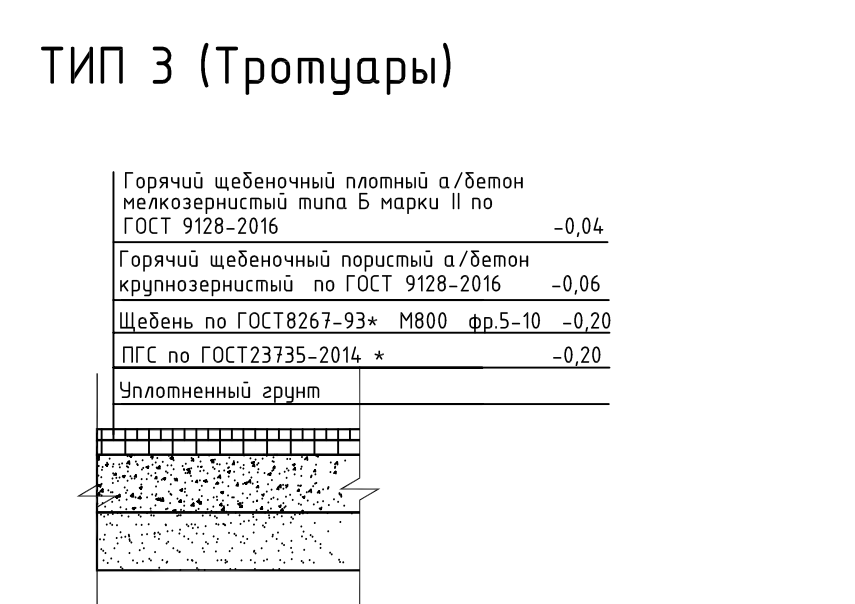 ТИП 3 (Тротуары)
Горячий щебеночный плотный а/бетон
мелкозернистый типа Б марки II по
ГОСТ 9128-2016 -0,04
Горячий щебеночный пористый а/бетон
крупнозернистый по ГОСТ 9128-2016 -0,06
Щебень по ГОСТ8267-93* М800 фр.5-10 -0,20
ПГС по ГОСТ23735-2014 * -0,20
Уплотненный грунт